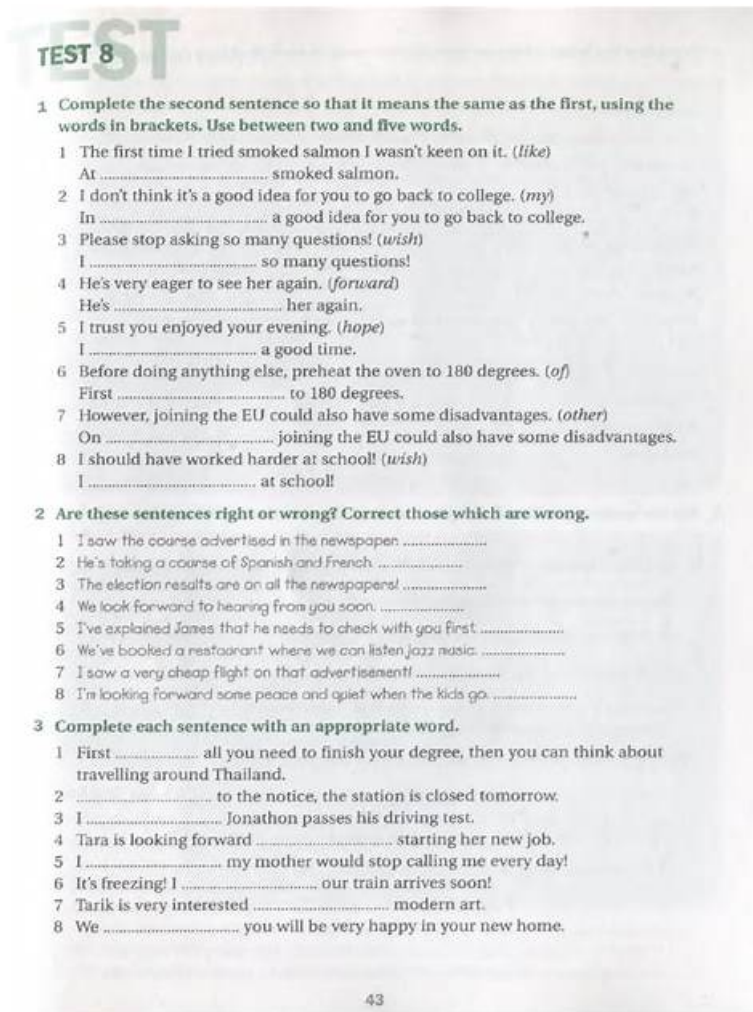 TEST
TEST 8
1 Complete the second sentence so that it means the same as the first, using the
words in brackets. Use between two and five words.
1 The first time I tried smoked salmon I wasn't keen on it. (like)
At .................................... smoked salmon.
2 I don't think it's a good idea for you to go back to college. (my)
In .................................... a good idea for you to go back to college.
3 Please stop asking so many questions! (wish)
I .................................... so many questions!
4 He's very eager to see her again. (forward)
He's .................................... her again.
5 I trust you enjoyed your evening. (hope)
I .................................... a good time.
6 Before doing anything else, preheat the oven to 180 degrees. (of)
First .................................... to 180 degrees.
7 However, joining the EU could also have some disadvantages. (other)
On .................................... joining the EU could also have some disadvantages.
8 I should have worked harder at school! (wish)
I .................................... at school!
2 Are these sentences right or wrong? Correct those which are wrong.
1 I saw the course advertised in the newspaper. ....................
2 He's taking a course of Spanish and French. ....................
3 The election results are on all the newspapers! ....................
4 We look forward to hearing from you soon. ....................
5 I've explained James that he needs to check with you first. ....................
6 We've booked a restaurant where we can listen jazz music. ....................
7 I saw a very cheap flight on that advertisement! ....................
8 I'm looking forward some peace and quiet when the kids go. ....................
3 Complete each sentence with an appropriate word.
1 First .................... all you need to finish your degree, then you can think about
travelling around Thailand.
2 .............................. to the notice, the station is closed tomorrow.
3 I .............................. Jonathon passes his driving test.
4 Tara is looking forward .............................. starting her new job.
5 I .............................. my mother would stop calling me every day!
6 It's freezing! I .............................. our train arrives soon!
7 Tarik is very interested .............................. modern art.
8 We .............................. you will be very happy in your new home.
43